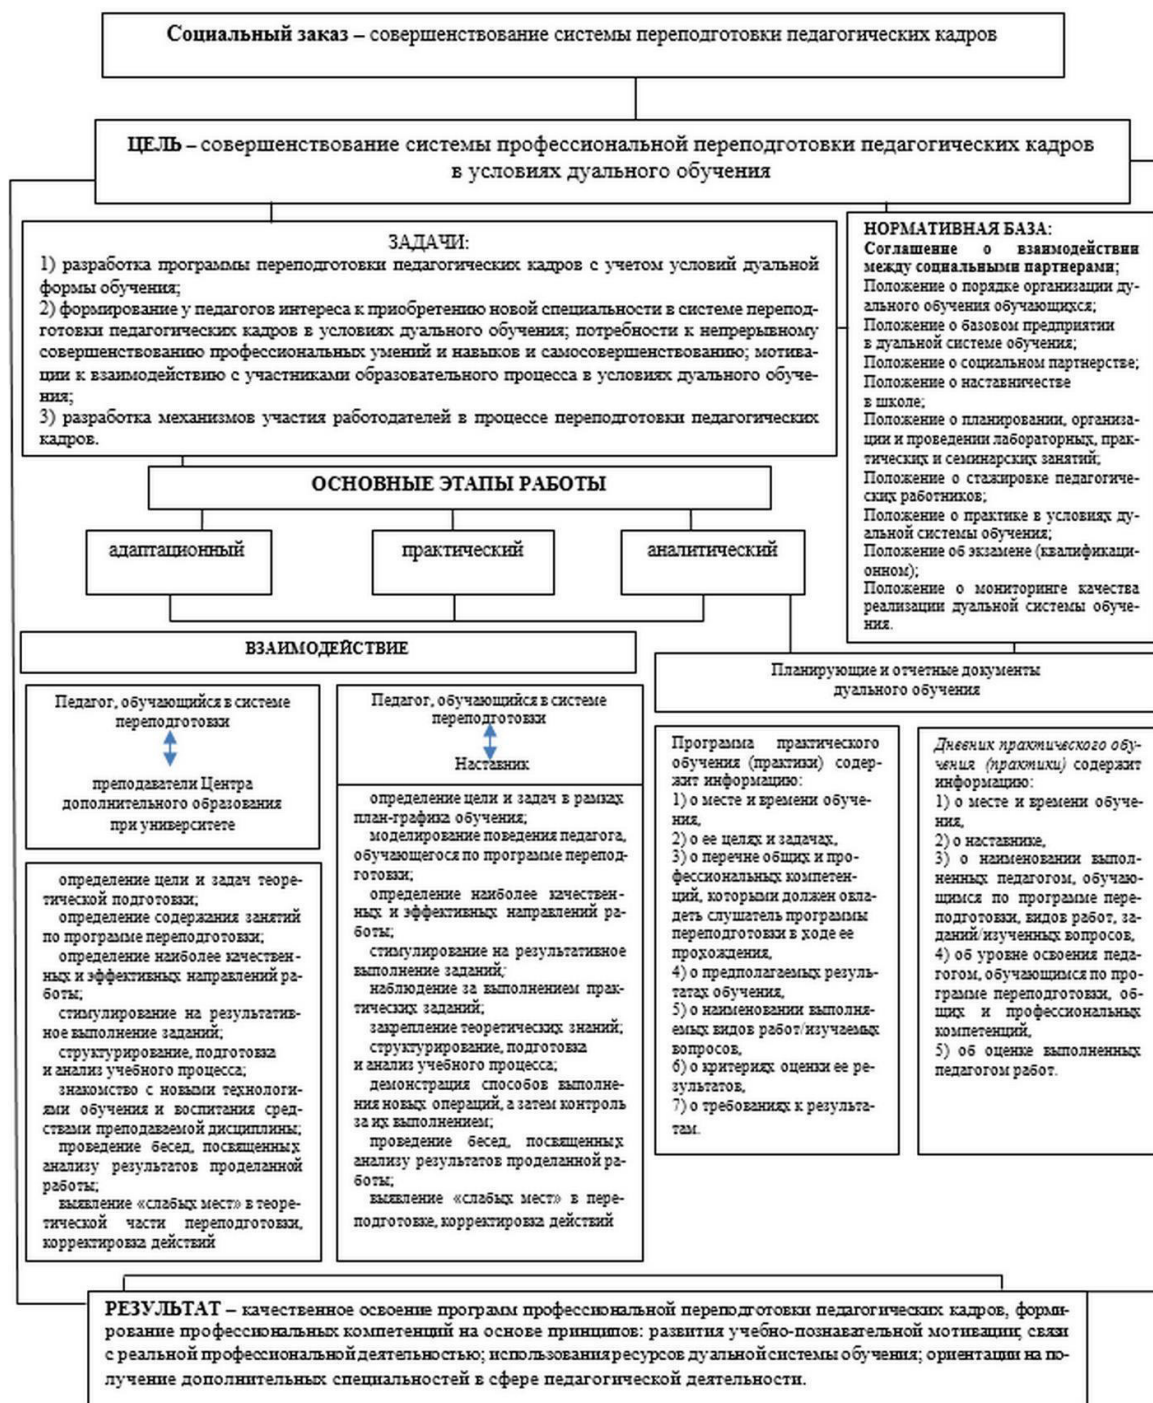 Социальный заказ – совершенствование системы переподготовки педагогических кадров
ЦЕЛЬ – совершенствование системы профессиональной переподготовки педагогических кадров
в условиях дуального обучения
ЗАДАЧИ:
1) разработка программы переподготовки педагогических кадров с учетом условий дуальной
формы обучения;
2) формирование у педагогов интереса к приобретению новой специальности в системе перепод-
готовки педагогических кадров в условиях дуального обучения; потребности к непрерывному
совершенствованию профессиональных умений и навыков и самосовершенствованию; мотива-
ции к взаимодействию с участниками образовательного процесса в условиях дуального обуче-
ния;
3) разработка механизмов участия работодателей в процессе переподготовки педагогических
кадров.
НОРМАТИВНАЯ БАЗА:
Соглашение о взаимодействии
между социальными партнерами;
Положение о порядке организации ду-
ального обучения обучающихся;
Положение о базовом предприятии
в дуальной системе обучения;
Положение о социальном партнерстве;
Положение о наставничестве
в школе;
Положение о планировании, организа-
ции и проведении лабораторных, прак-
тических и семинарских занятий;
Положение о стажировке педагогиче-
ских работников;
Положение о практике в условиях ду-
альной системы обучения;
Положение об экзамене (квалификаци-
онном);
Положение о мониторинге качества
реализации дуальной системы обуче-
ния.
ОСНОВНЫЕ ЭТАПЫ РАБОТЫ
адаптационный
практический
аналитический
ВЗАИМОДЕЙСТВИЕ
Педагог, обучающийся в системе
переподготовки
преподаватели Центра
дополнительного образования
при университете
определение цели и задач теоре-
тической подготовки;
определение содержания занятий
по программе переподготовки;
определение наиболее качествен-
ных и эффективных направлений ра-
боты;
стимулирование на результатив-
ное выполнение заданий;
структурирование, подготовка
и анализ учебного процесса;
знакомство с новыми технологи-
ями обучения и воспитания сред-
ствами преподаваемой дисциплины;
проведение бесед, посвященных
анализу результатов проделанной
работы;
выявление «слабых мест» в теоре-
тической части переподготовки,
корректировка действий
Педагог, обучающийся в системе
переподготовки
Наставник
определение цели и задач в рамках
план-графика обучения;
моделирование поведения педагога,
обучающегося по программе перепод-
готовки;
определение наиболее качествен-
ных и эффективных направлений ра-
боты;
стимулирование на результативное
выполнение заданий;
наблюдение за выполнением прак-
тических заданий;
закрепление теоретических знаний;
структурирование, подготовка
и анализ учебного процесса;
демонстрация способов выполне-
ния новых операций, а затем контроль
за их выполнением;
проведение бесед, посвященных
анализу результатов проделанной ра-
боты;
выявление «слабых мест» в пере-
подготовке, корректировка действий
Планирующие и отчетные документы
дуального обучения
Программа практического
обучения (практики) содер-
жит информацию:
1) о месте и времени обуче-
ния,
2) о ее целях и задачах,
3) о перечне общих и про-
фессиональных компетен-
ций, которыми должен овла-
деть слушатель программы
переподготовки в ходе ее
прохождения,
4) о предполагаемых резуль-
татах обучения,
5) о наименовании выполня-
емых видов работ/изучаемых
вопросов,
6) о критериях оценки ее ре-
зультатов,
7) о требованиях к результа-
там.
Дневник практического обу-
чения (практики) содержит
информацию:
1) о месте и времени обуче-
ния,
2) о наставнике,
3) о наименовании выпол-
ненных педагогом, обучаю-
щимся по программе пере-
подготовки, видов работ, за-
даний/изученных вопросов,
4) об уровне освоения педа-
гогом, обучающимся по про-
грамме переподготовки, об-
щих и профессиональных
компетенций,
5) об оценке выполненных
педагогом работ.
РЕЗУЛЬТАТ – качественное освоение программ профессиональной переподготовки педагогических кадров, форми-
рование профессиональных компетенций на основе принципов: развития учебно-познавательной мотивации; связи
с реальной профессиональной деятельностью; использования ресурсов дуальной системы обучения; ориентации на по-
лучение дополнительных специальностей в сфере педагогической деятельности.